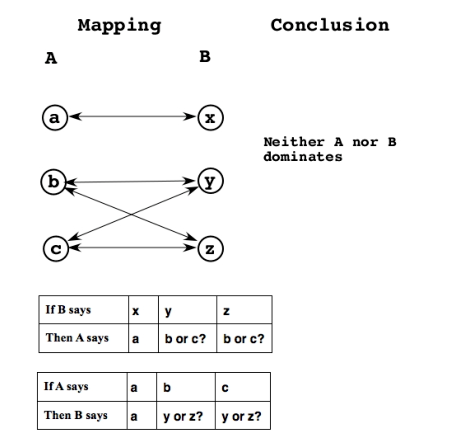 Mapping Conclusion
A B
a x
Neither A nor B
dominates
b y
c z
If B says x y z
Then A says a b or c? b or c?
If A says a b c
Then B says a y or z? y or z?